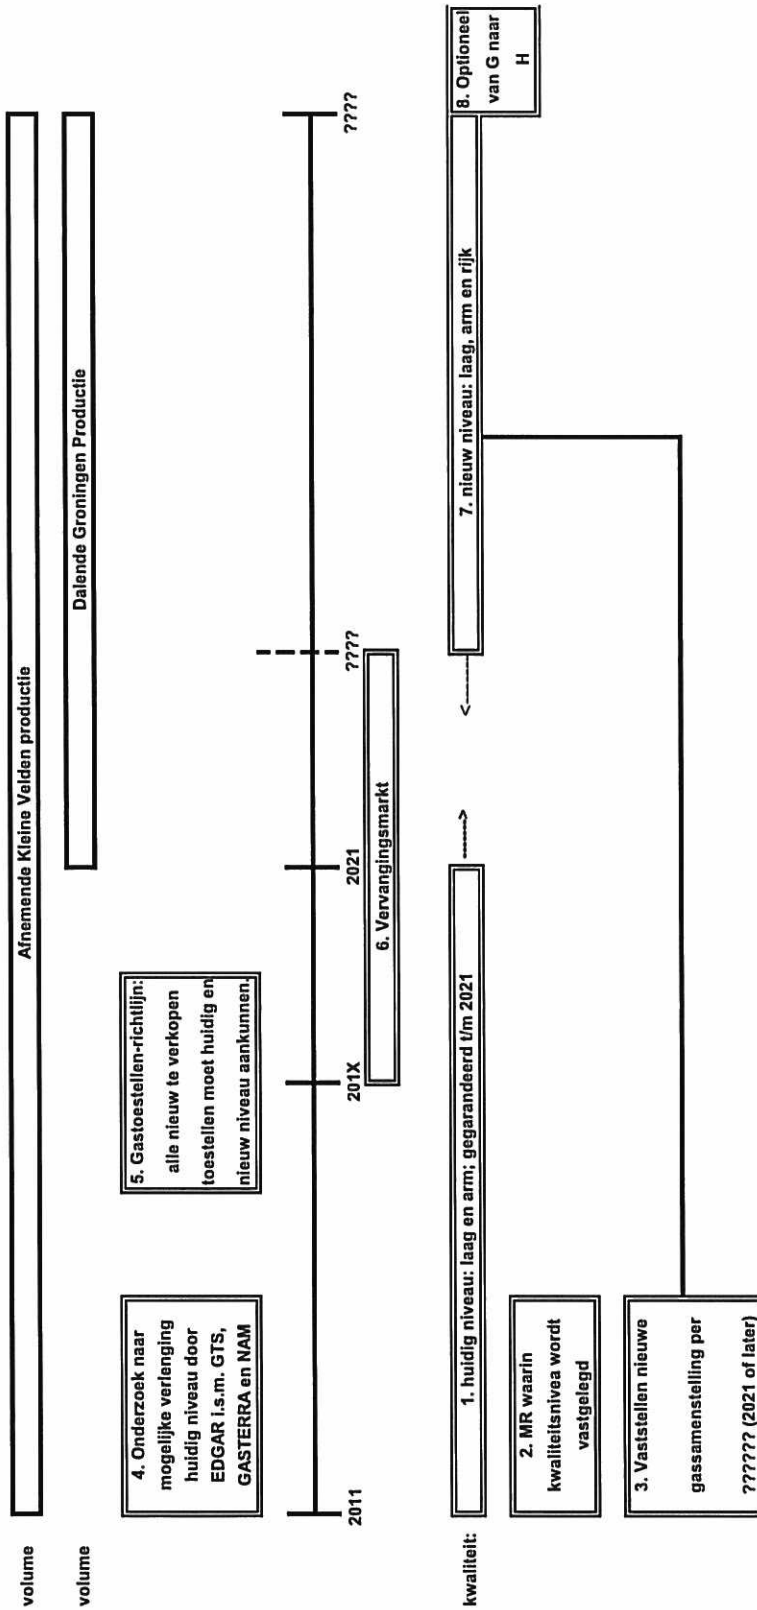 volume
Afnemende Kleine Velden productie
volume
Dalende Groningen Productie
4. Onderzoek naar
mogelijke verlenging
huidig niveau door
EDGAR i.s.m. GTS,
GASTERRA en NAM
5. Gastoestellen-richtlijn:
alle nieuw te verkopen
toestellen moet huidig en
nieuw niveau aankunnen.
2011
201X
2021
????
????
6. Vervangingsmarkt
kwaliteit:
1. huidig niveau: laag en arm; gegarandeerd t/m 2021
------>
<------
7. nieuw niveau: laag, arm en rijk
8. Optioneel
van G naar
H
2. MR waarin
kwaliteitsnivea wordt
vastgelegd
3. Vaststellen nieuwe
gassamenstelling per
?????? (2021 of later)